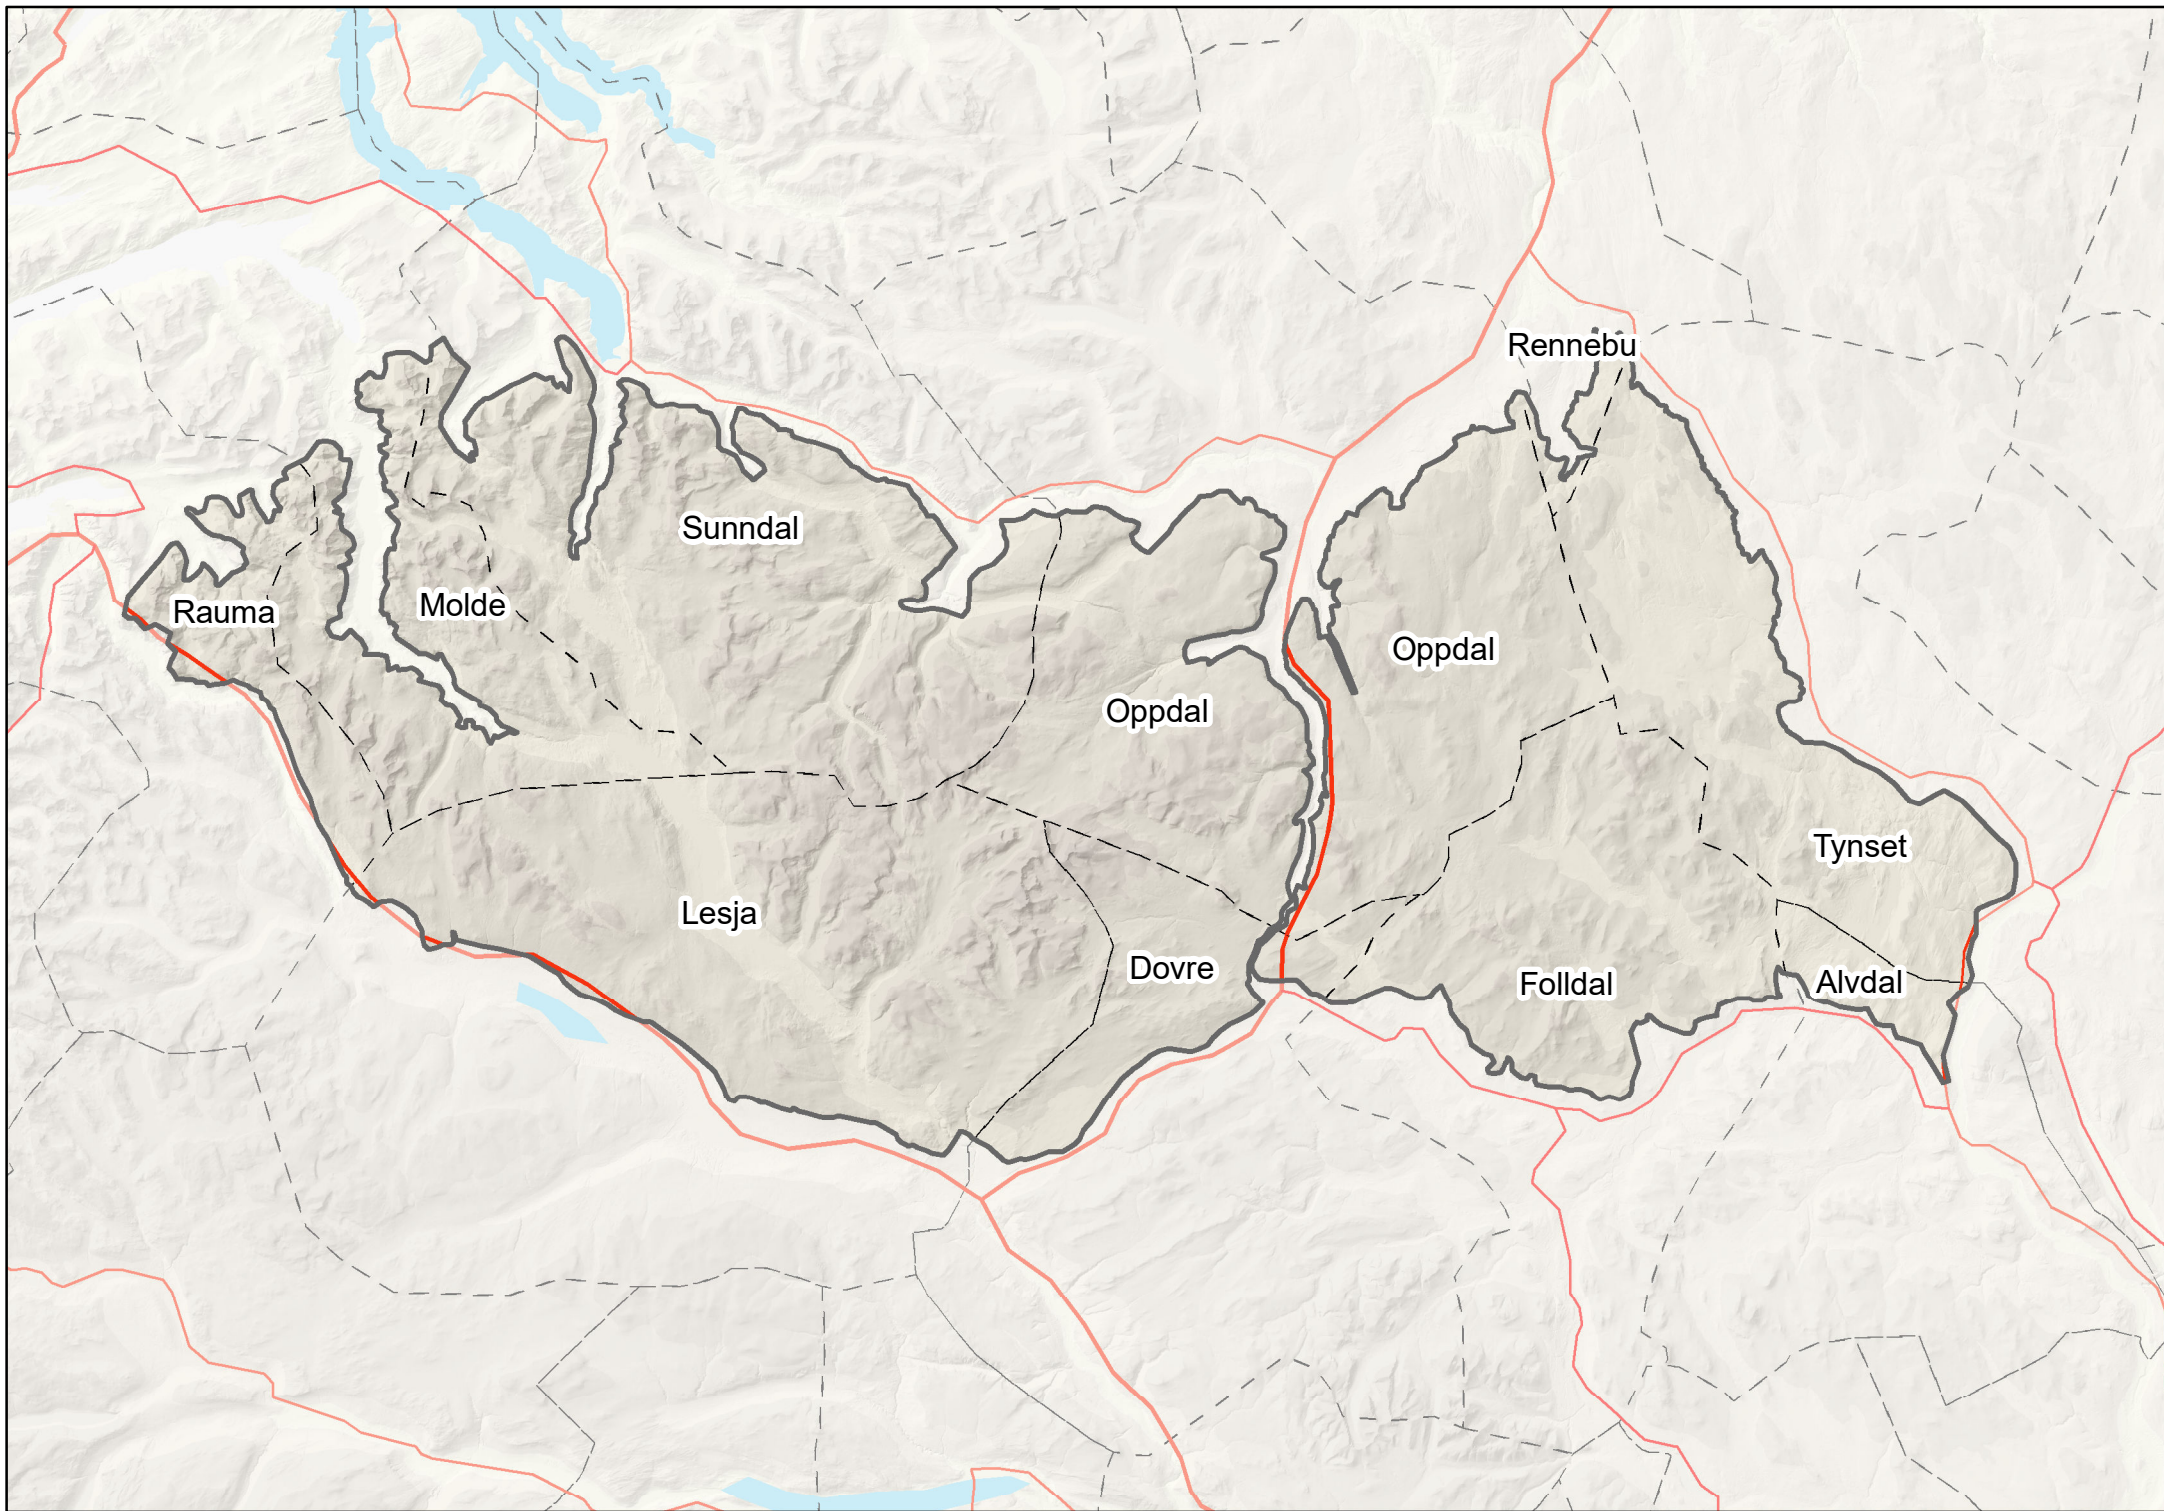 Rennebu
Sunndal
Rauma
Molde
Oppdal
Oppdal
Tynset
Lesja
Dovre
Folldal
Alvdal